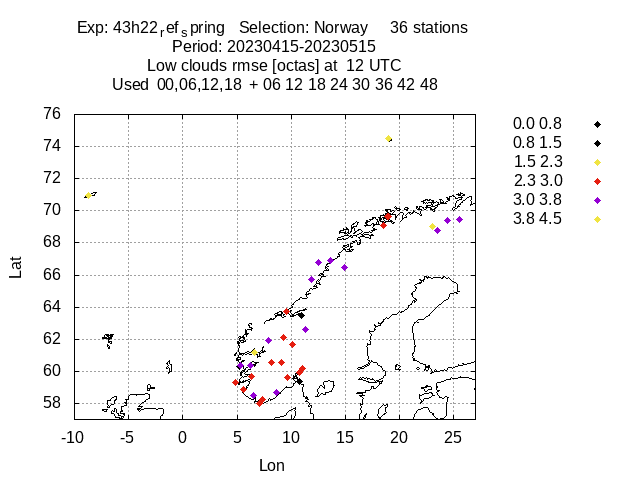 Exp: 43h22refspring   Selection: Norway     36 stations
Period: 20230415-20230515
Low clouds rmse [octas] at  12 UTC
Used  00,06,12,18  + 06 12 18 24 30 36 42 48
76
74
72
70
68
66
64
62
60
58
Lat
-10 -5 0 5 10 15 20 25
Lon
0.0 0.8
0.8 1.5
1.5 2.3
2.3 3.0
3.0 3.8
3.8 4.5